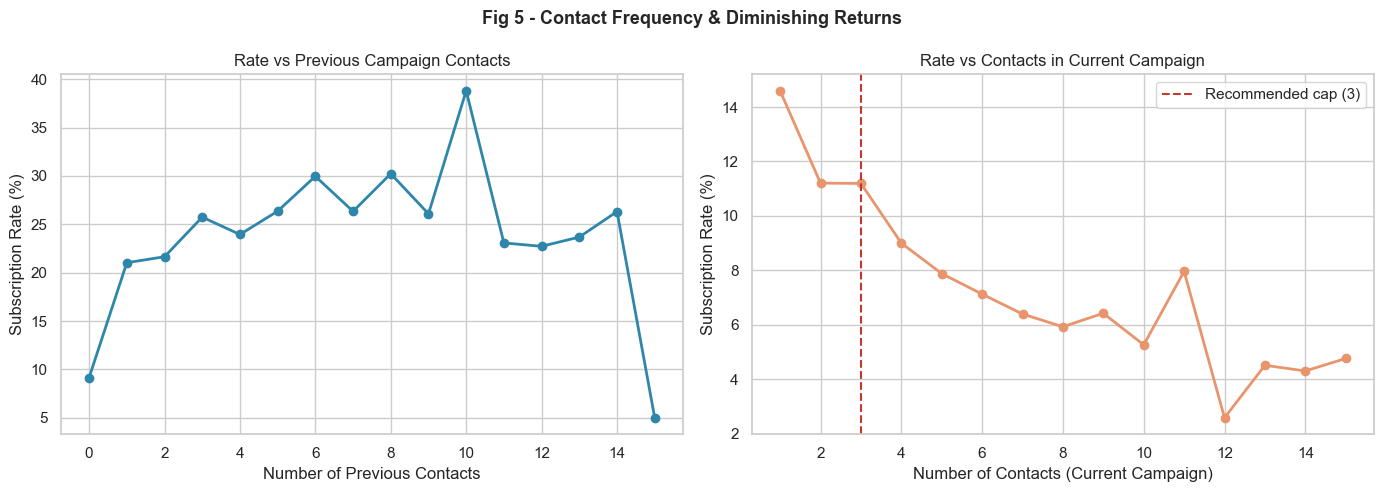 Fig 5 - Contact Frequency & Diminishing Returns
Rate vs Previous Campaign Contacts
Subscription Rate (%)
40
35
30
25
20
15
10
5
0 2 4 6 8 10 12 14
Number of Previous Contacts
Rate vs Contacts in Current Campaign
Recommended cap (3)
Subscription Rate (%)
14
12
10
8
6
4
2
2 4 6 8 10 12 14
Number of Contacts (Current Campaign)